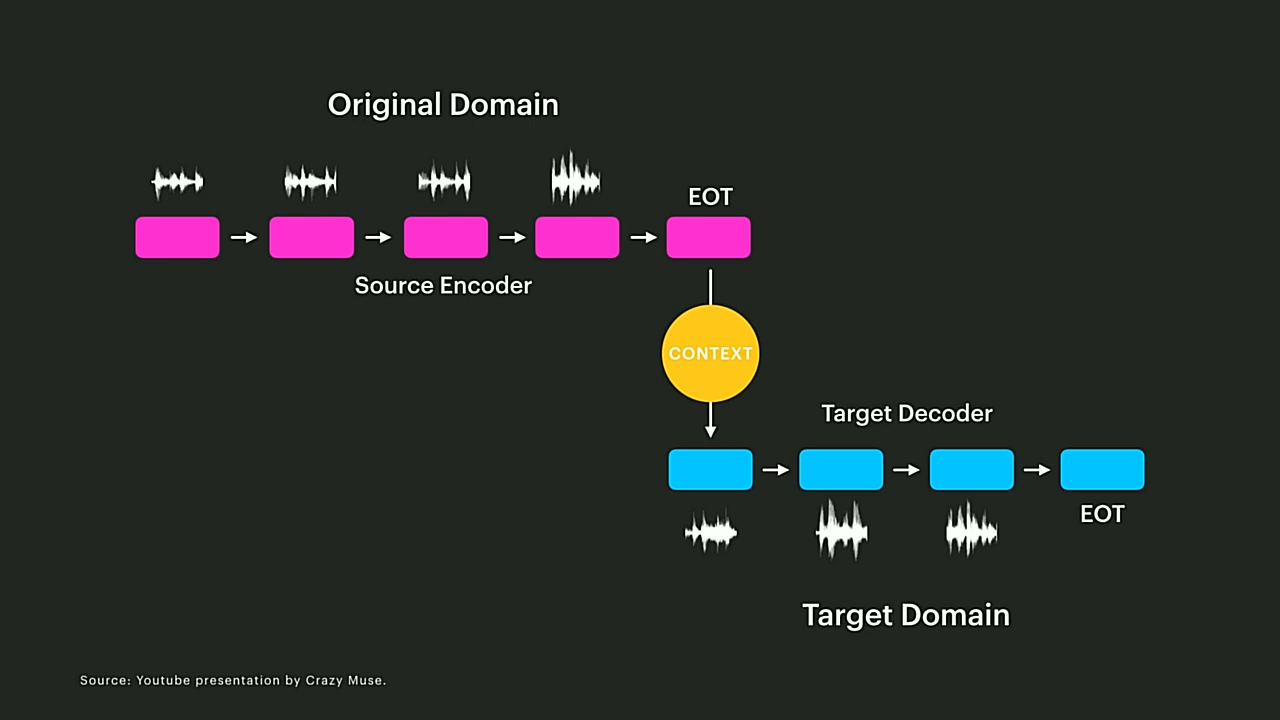 Original Domain
EOT
Source Encoder
CONTEXT
Target Decoder
EOT
Target Domain
Source: Youtube presentation by Crazy Muse.